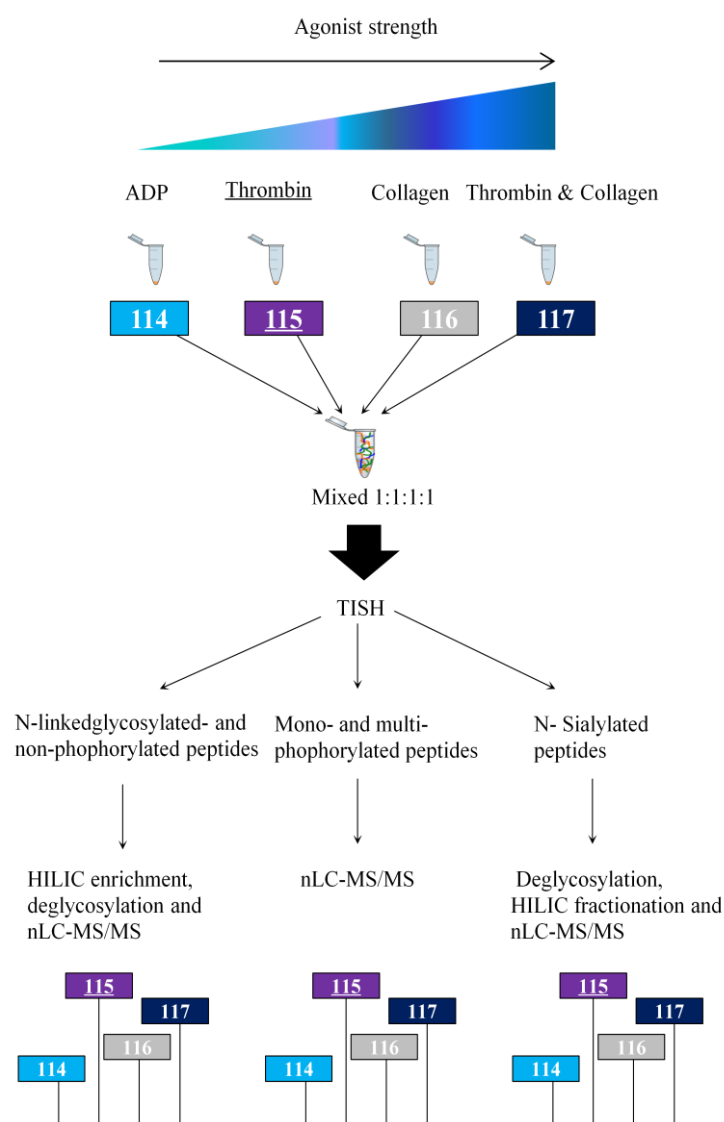 Agonist strength
ADP Thrombin Collagen Thrombin & Collagen
114 115 116 117
Mixed 1:1:1:1
TISH
N-linkedglycosylated- and
non-phophorylated peptides
Mono- and multi-
phophorylated peptides
N- Sialylated
peptides
HILIC enrichment,
deglycosylation and
nLC-MS/MS
nLC-MS/MS
Deglycosylation,
HILIC fractionation and
nLC-MS/MS
115
117
116
114
115
117
116
114
115
117
116
114